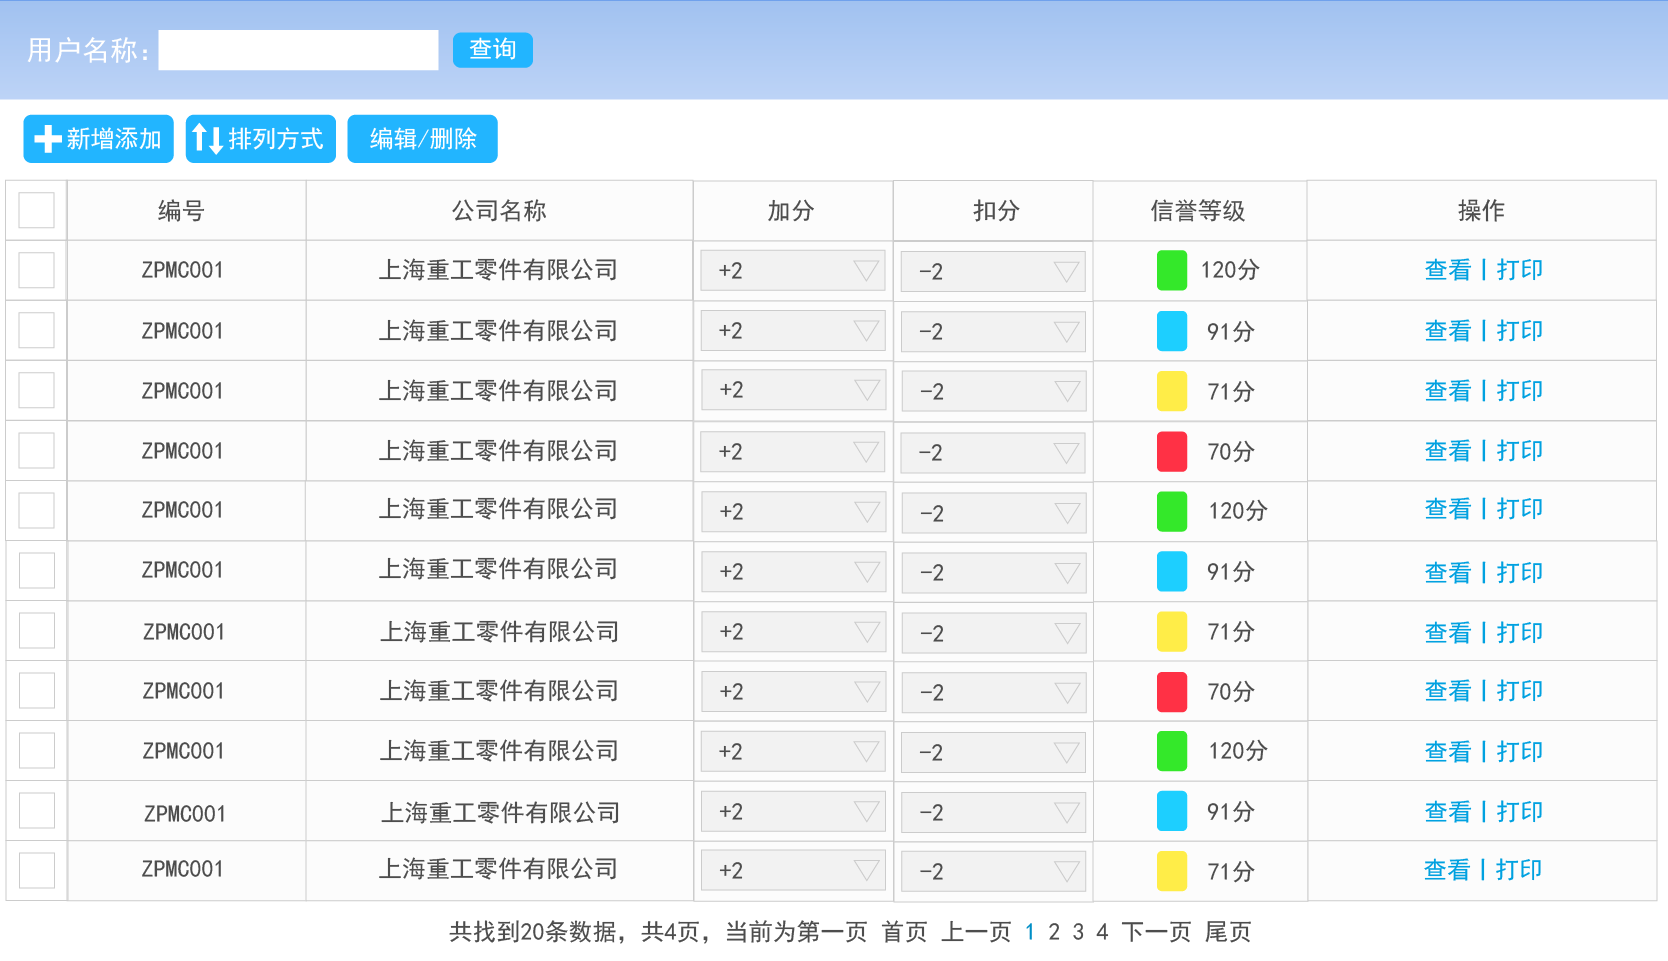 用户名称: 查询
新增添加 排列方式 编辑/删除
编号 公司名称 加分 扣分 信誉等级 操作
ZPMC001 上海重工零件有限公司 +2 -2 120分 查看 | 打印
ZPMC001 上海重工零件有限公司 +2 -2 91分 查看 | 打印
ZPMC001 上海重工零件有限公司 +2 -2 71分 查看 | 打印
ZPMC001 上海重工零件有限公司 +2 -2 70分 查看 | 打印
ZPMC001 上海重工零件有限公司 +2 -2 120分 查看 | 打印
ZPMC001 上海重工零件有限公司 +2 -2 91分 查看 | 打印
ZPMC001 上海重工零件有限公司 +2 -2 71分 查看 | 打印
ZPMC001 上海重工零件有限公司 +2 -2 70分 查看 | 打印
ZPMC001 上海重工零件有限公司 +2 -2 120分 查看 | 打印
ZPMC001 上海重工零件有限公司 +2 -2 91分 查看 | 打印
ZPMC001 上海重工零件有限公司 +2 -2 71分 查看 | 打印
共找到20条数据，共4页，当前为第一页 首页 上一页 1 2 3 4 下一页 尾页